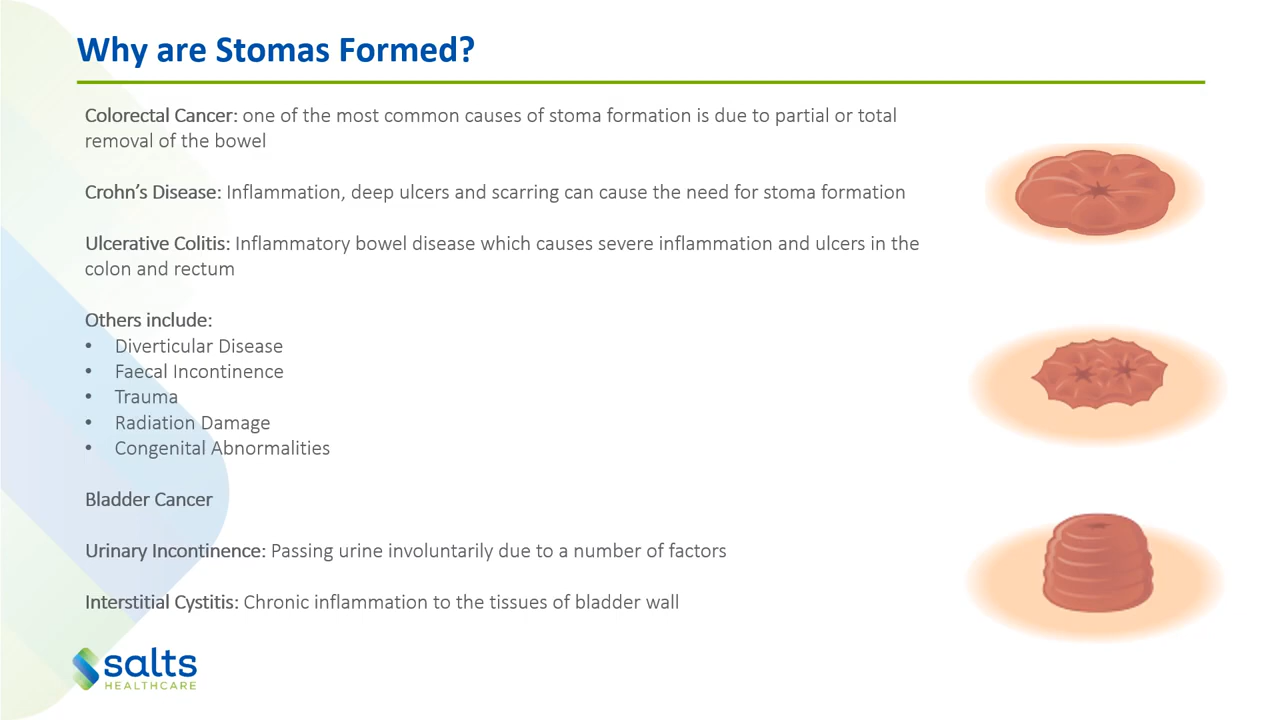 Why are Stomas Formed?
Colorectal Cancer: one of the most common causes of stoma formation is due to partial or total
removal of the bowel
Crohn’s Disease: Inflammation, deep ulcers and scarring can cause the need for stoma formation
Ulcerative Colitis: Inflammatory bowel disease which causes severe inflammation and ulcers in the
colon and rectum
Others include:
• Diverticular Disease
• Faecal Incontinence
• Trauma
• Radiation Damage
• Congenital Abnormalities
Bladder Cancer
Urinary Incontinence: Passing urine involuntarily due to a number of factors
Interstitial Cystitis: Chronic inflammation to the tissues of bladder wall
salts
HEALTHCARE